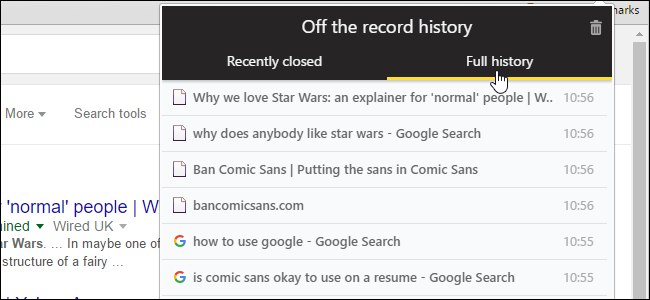 Off the record history
marks
Recently closed Full history
Why we love Star Wars: an explainer for 'normal' people | W.. 10:56
More Search tools
why does anybody like star wars - Google Search 10:56
Ban Comic Sans | Putting the sans in Comic Sans 10:56
'normal' people | W
bancomicsans.com 10:56
ained Wired UK
ar Wars. ... In maybe one of
how to use google - Google Search 10:55
structure of a fairy ...
is comic sans okay to use on a resume - Google Search 10:55